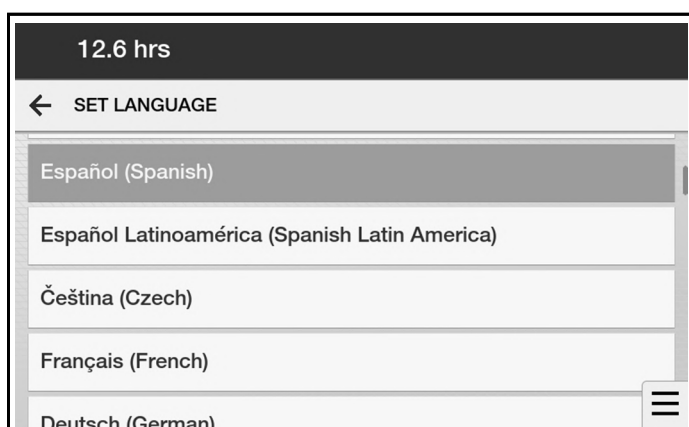 12.6 hrs
SET LANGUAGE
Español (Spanish)
Español Latinoamérica (Spanish Latin America)
Čeština (Czech)
Français (French)
Deutsch (German)